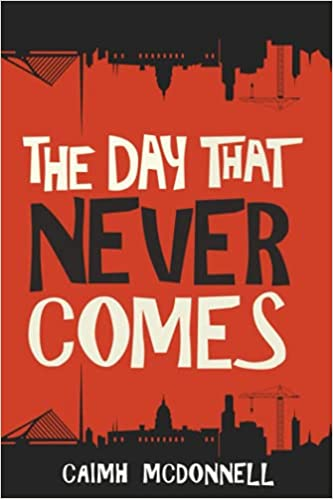 THE DAY THAT
NEVER
COMES
CAIMH MCDONNELL